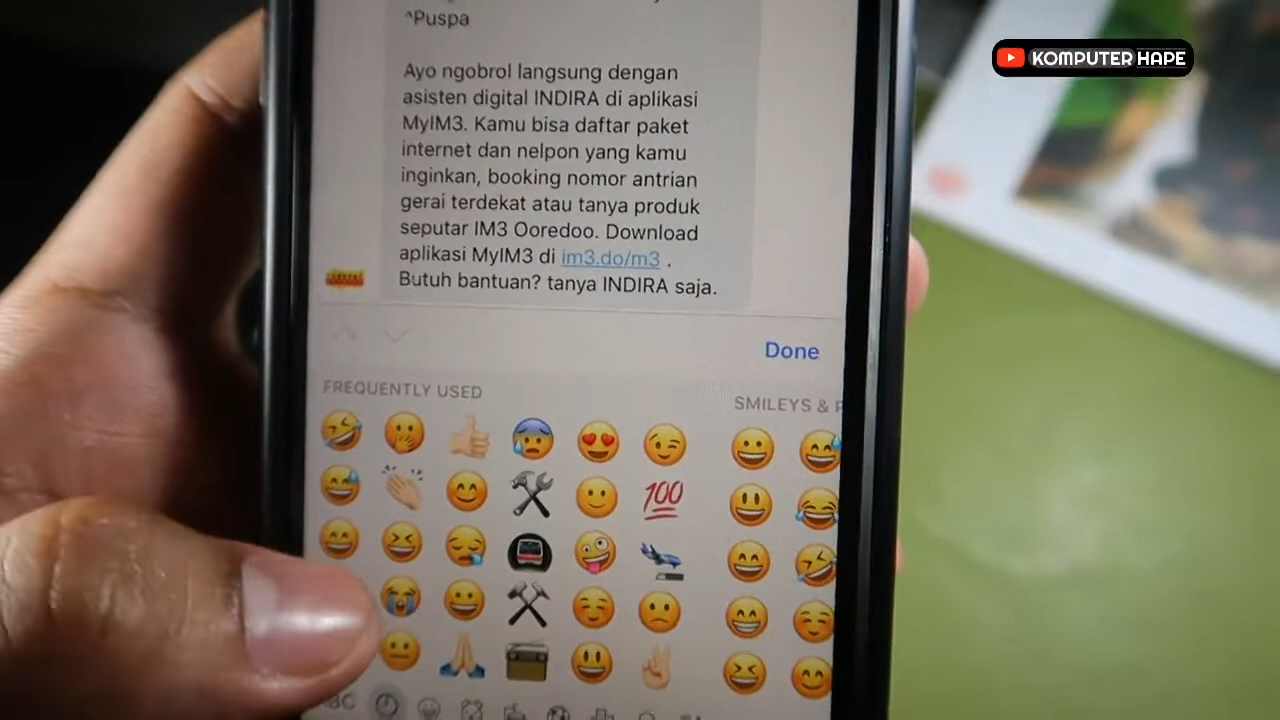 ^Puspa
KOMPUTER HAPE
Ayo ngobrol langsung dengan
asisten digital INDIRA di aplikasi
MyIM3. Kamu bisa daftar paket
internet dan nelpon yang kamu
inginkan, booking nomor antrian
gerai terdekat atau tanya produk
seputar IM3 Ooredoo. Download
aplikasi MyIM3 di im3.do/m3 .
Butuh bantuan? tanya INDIRA saja.
Done
FREQUENTLY USED
SMILEYS &
100